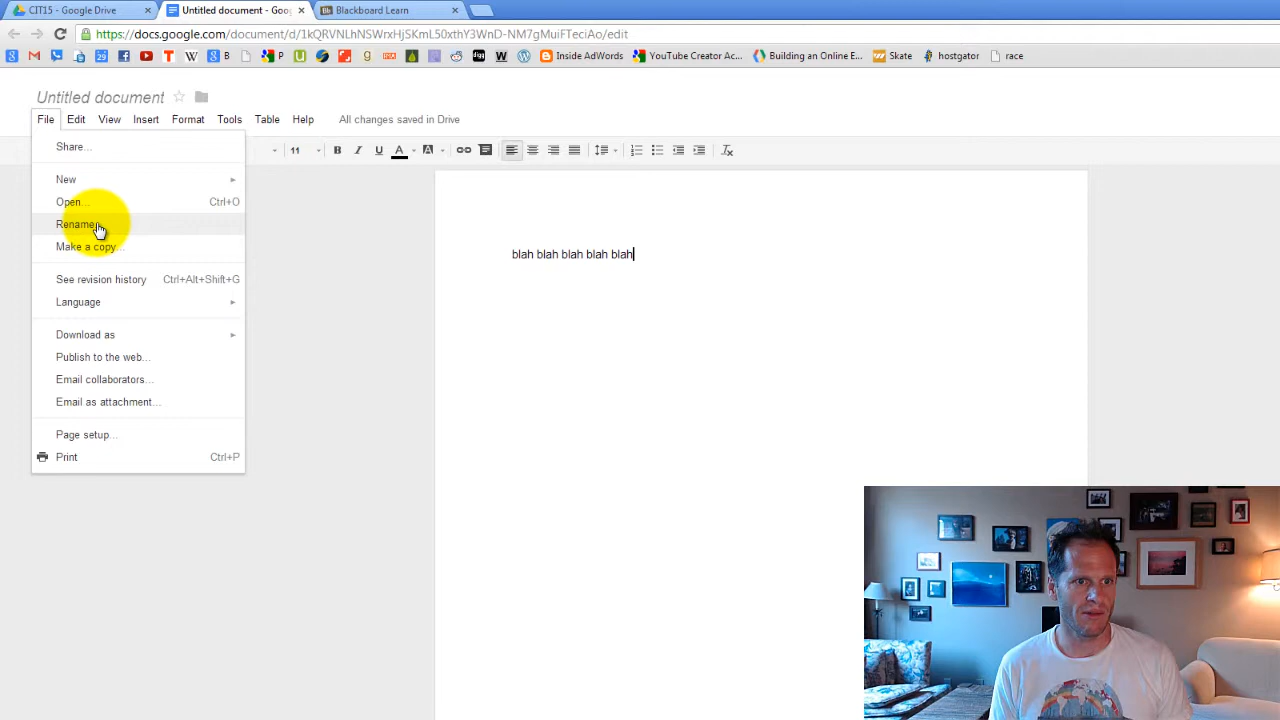 CIT15 - Google Drive
Untitled document - Goo
Blackboard Learn
https://docs.google.com/document/d/1kQRVNLhNSWrxHjSKmL50xthY3WnD-NM7gMuiFTeciAo/edit
B
P
Inside AdWords
YouTube Creator Ac...
Building an Online E...
Skate
hostgator
race
Untitled document
File Edit View Insert Format Tools Table Help All changes saved in Drive
11 B I U A A
Share...
New
Open... Ctrl+O
Rename...
Make a copy...
See revision history Ctrl+Alt+Shift+G
Language
Download as
Publish to the web...
Email collaborators...
Email as attachment...
Page setup...
Print Ctrl+P
blah blah blah blah blah